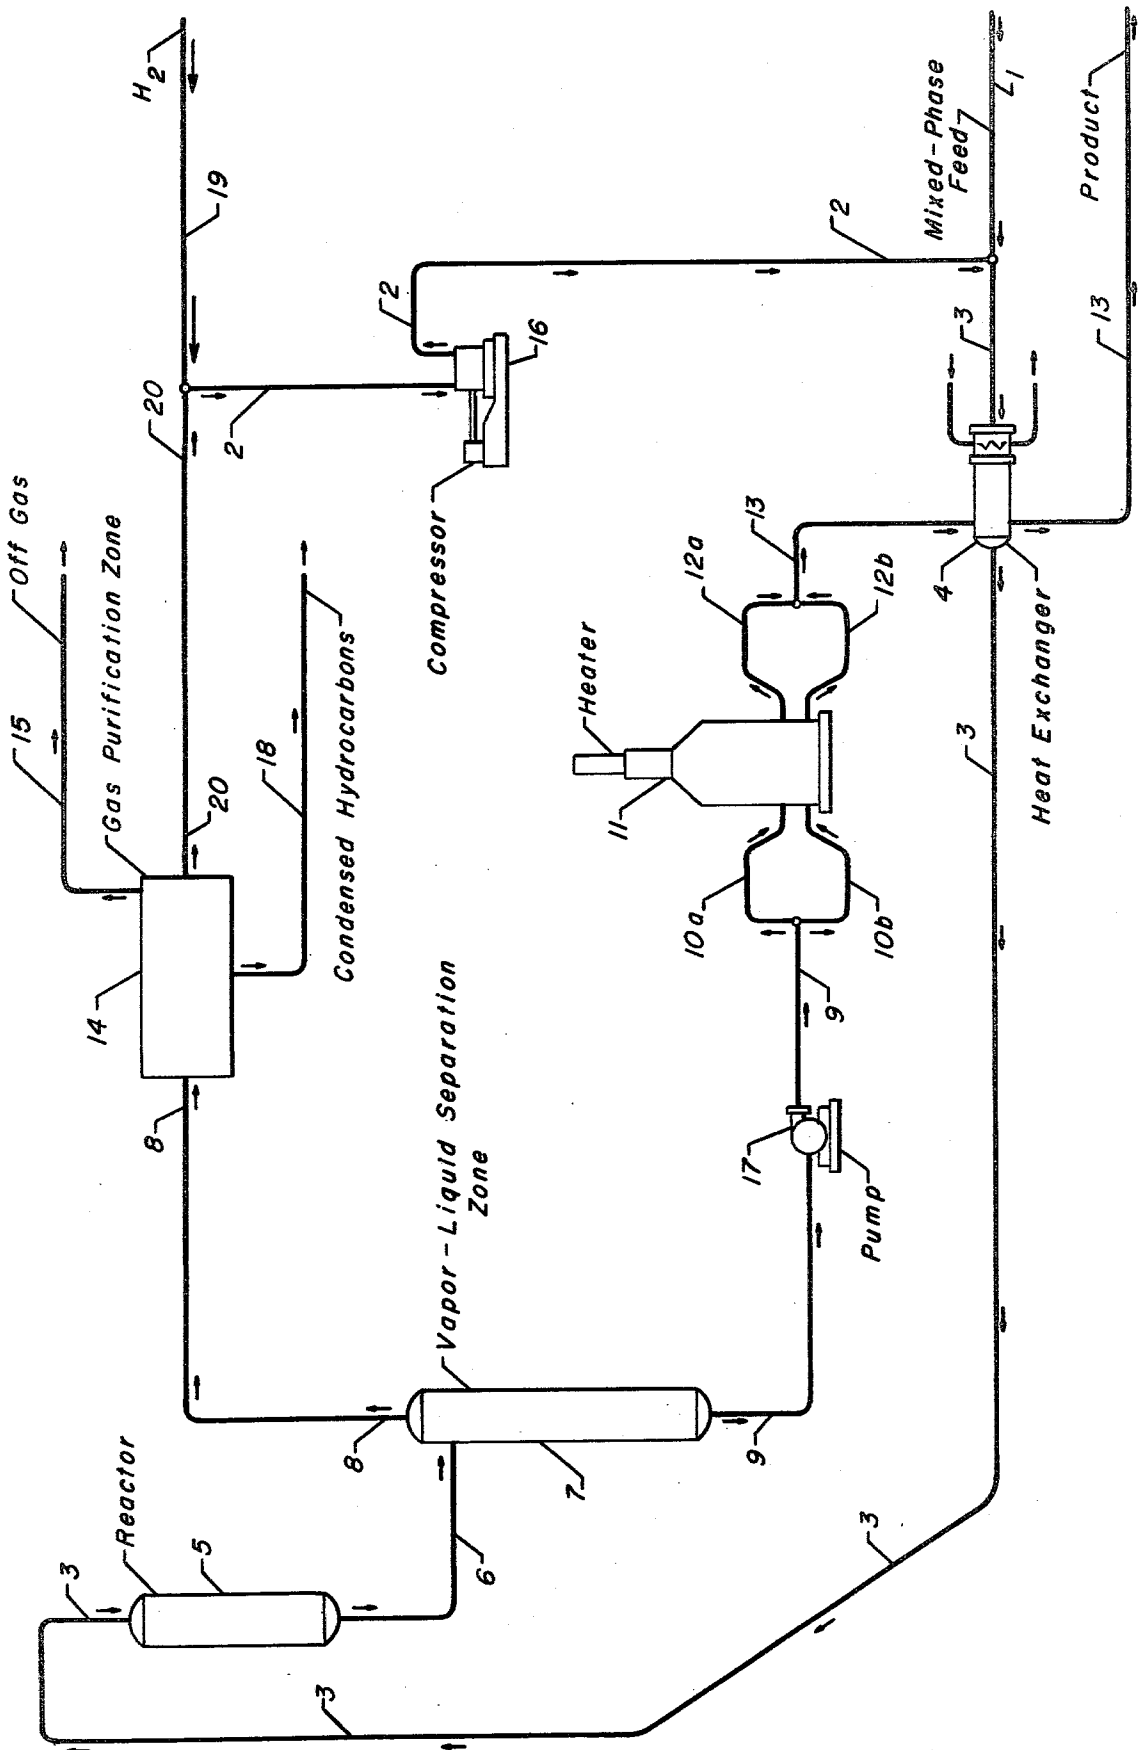 Off Gas
15
3
14
Gas Purification Zone
Reactor
H2
8
20
5
20
19
2
18
3
Condensed Hydrocarbons
8
2
Compressor
Vapor-Liquid Separation
Zone
6
16
7
Heater
11
10a
12a
17
13
9
9
2
3
Pump
10b
12b
Mixed-Phase
Feed
4
3
3
1
Heat Exchanger
Product
13